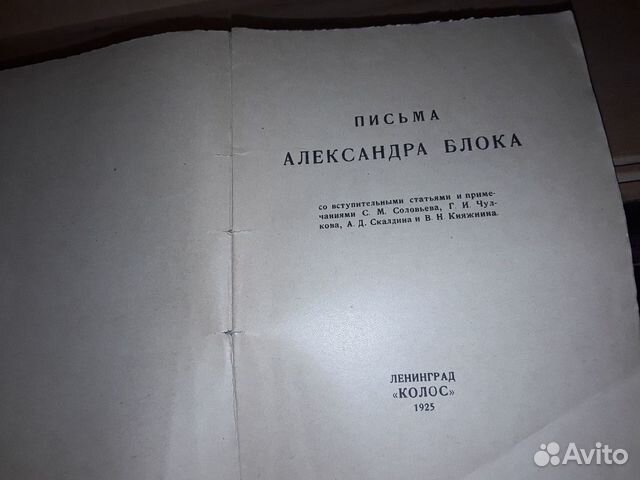 ПИСЬМА
АЛЕКСАНДРА БЛОКА
со вступительными статьями и приме-
чаниями С. М. Соловьева, Г. И. Чул-
кова, А. Д. Скалдина и В. Н. Княжнина.
ЛЕНИНГРАД
«КОЛОС»
1925
Avito